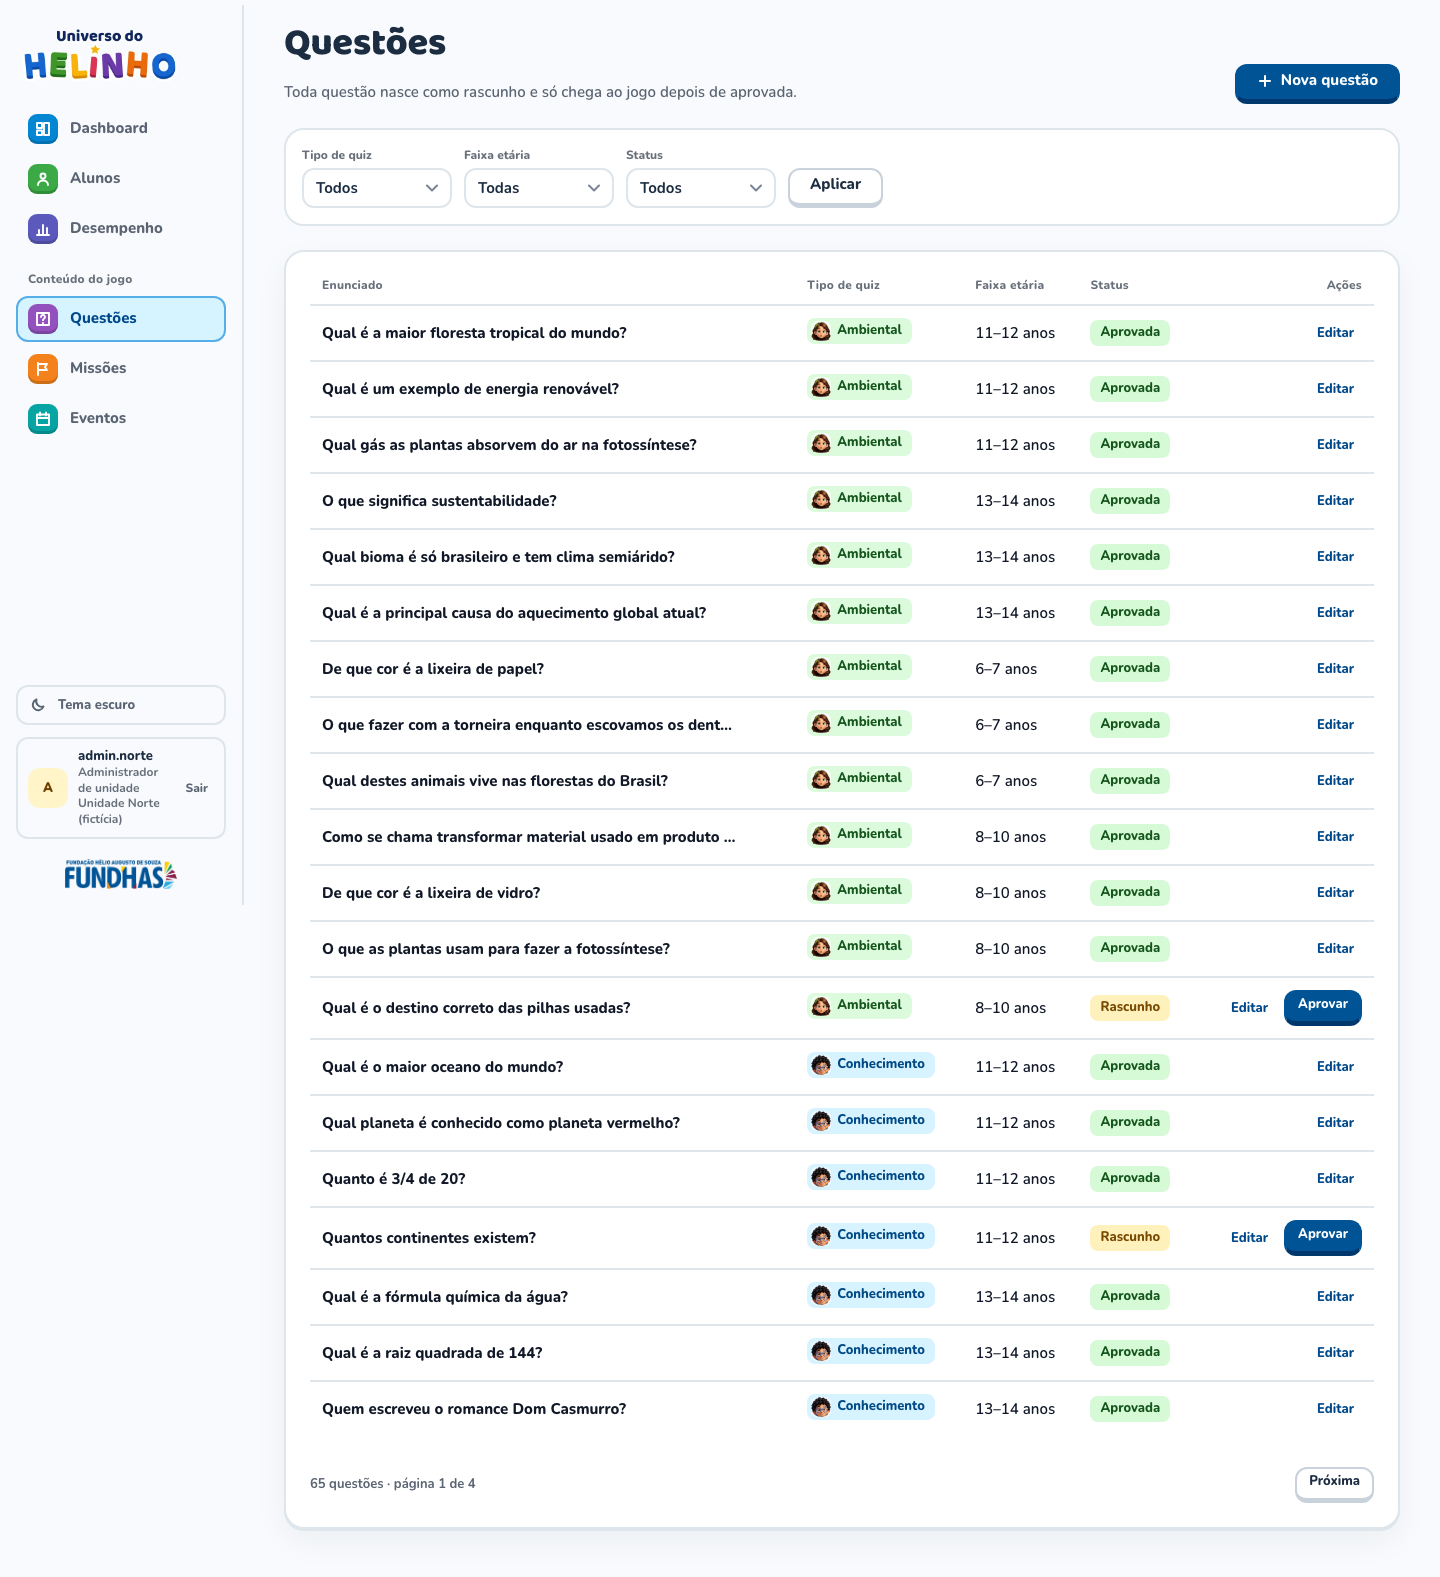 Universo do
HELiNHO
Dashboard
Alunos
Desempenho
Conteúdo do jogo
Questões
Missões
Eventos
Tema escuro
A
admin.norte
Administrador
de unidade
Unidade Norte
(fictícia)
Sair
FUNDAÇÃO HÉLIO AUGUSTO DE SOUZA
FUNDHAS
Questões
Toda questão nasce como rascunho e só chega ao jogo depois de aprovada.
Nova questão
Tipo de quiz Faixa etária Status
Todos Todas Todos Aplicar
Enunciado Tipo de quiz Faixa etária Status Ações
Qual é a maior floresta tropical do mundo? Ambiental 11–12 anos Aprovada Editar
Qual é um exemplo de energia renovável? Ambiental 11–12 anos Aprovada Editar
Qual gás as plantas absorvem do ar na fotossíntese? Ambiental 11–12 anos Aprovada Editar
O que significa sustentabilidade? Ambiental 13–14 anos Aprovada Editar
Qual bioma é só brasileiro e tem clima semiárido? Ambiental 13–14 anos Aprovada Editar
Qual é a principal causa do aquecimento global atual? Ambiental 13–14 anos Aprovada Editar
De que cor é a lixeira de papel? Ambiental 6–7 anos Aprovada Editar
O que fazer com a torneira enquanto escovamos os dent... Ambiental 6–7 anos Aprovada Editar
Qual destes animais vive nas florestas do Brasil? Ambiental 6–7 anos Aprovada Editar
Como se chama transformar material usado em produto ... Ambiental 8–10 anos Aprovada Editar
De que cor é a lixeira de vidro? Ambiental 8–10 anos Aprovada Editar
O que as plantas usam para fazer a fotossíntese? Ambiental 8–10 anos Aprovada Editar
Qual é o destino correto das pilhas usadas? Ambiental 8–10 anos Rascunho Editar Aprovar
Qual é o maior oceano do mundo? Conhecimento 11–12 anos Aprovada Editar
Qual planeta é conhecido como planeta vermelho? Conhecimento 11–12 anos Aprovada Editar
Quanto é 3/4 de 20? Conhecimento 11–12 anos Aprovada Editar
Quantos continentes existem? Conhecimento 11–12 anos Rascunho Editar Aprovar
Qual é a fórmula química da água? Conhecimento 13–14 anos Aprovada Editar
Qual é a raiz quadrada de 144? Conhecimento 13–14 anos Aprovada Editar
Quem escreveu o romance Dom Casmurro? Conhecimento 13–14 anos Aprovada Editar
65 questões · página 1 de 4 Próxima